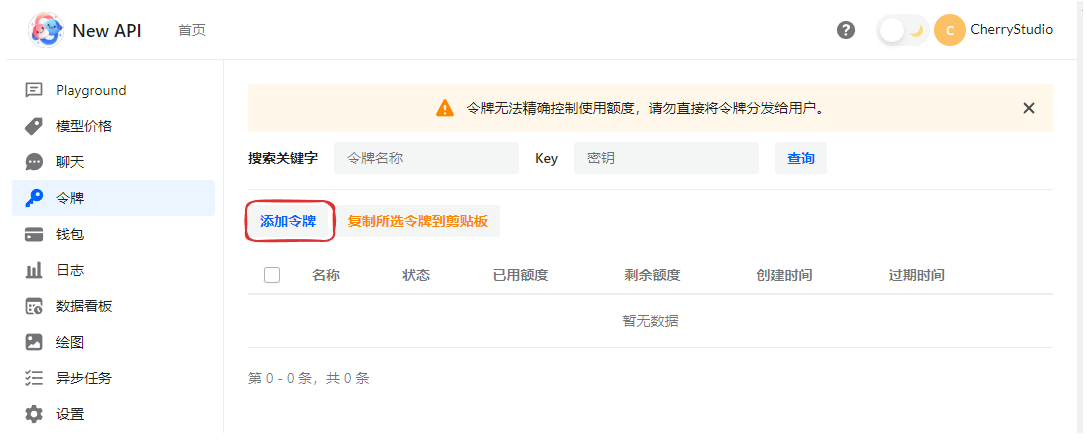 New API 首页 CherryStudio
C
Playground
模型价格
聊天
令牌
钱包
日志
数据看板
绘图
异步任务
设置
令牌无法精确控制使用额度，请勿直接将令牌分发给用户。
搜索关键字 令牌名称 Key 密钥 查询
添加令牌 复制所选令牌到剪贴板
名称 状态 已用额度 剩余额度 创建时间 过期时间
暂无数据
第 0 - 0 条，共 0 条